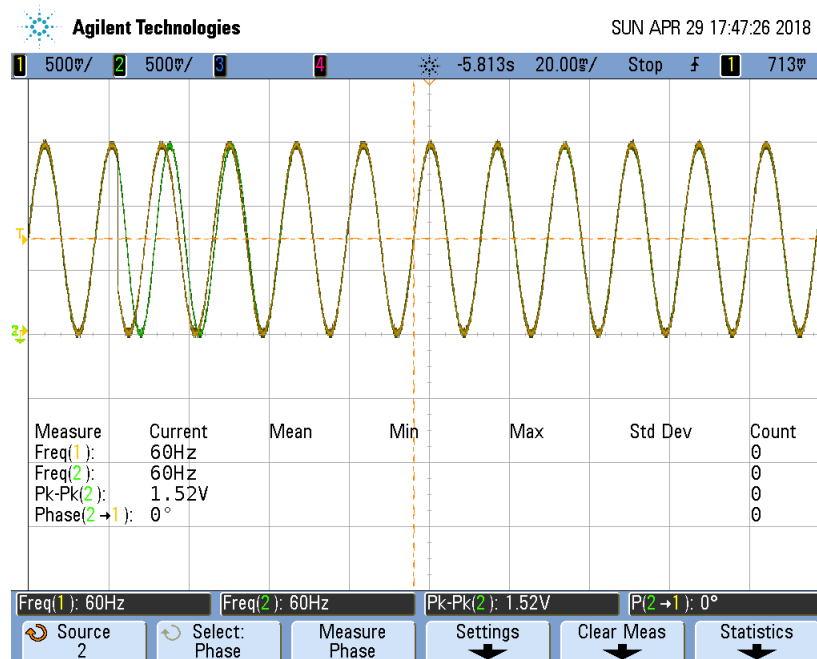 Agilent Technologies SUN APR 29 17:47:26 2018
1 500mV/ 2 500mV/ 3 4 -5.813s 20.00ms/ Stop 1 713mV
T
2
Measure Current Mean Min Max Std Dev Count
Freq(1): 60Hz 0
Freq(2): 60Hz 0
Pk-Pk(2): 1.52V 0
Phase(2→1): 0° 0
Freq(1): 60Hz Freq(2): 60Hz Pk-Pk(2): 1.52V P(2→1): 0°
Source Select: Measure Settings Clear Meas Statistics
2 Phase Phase